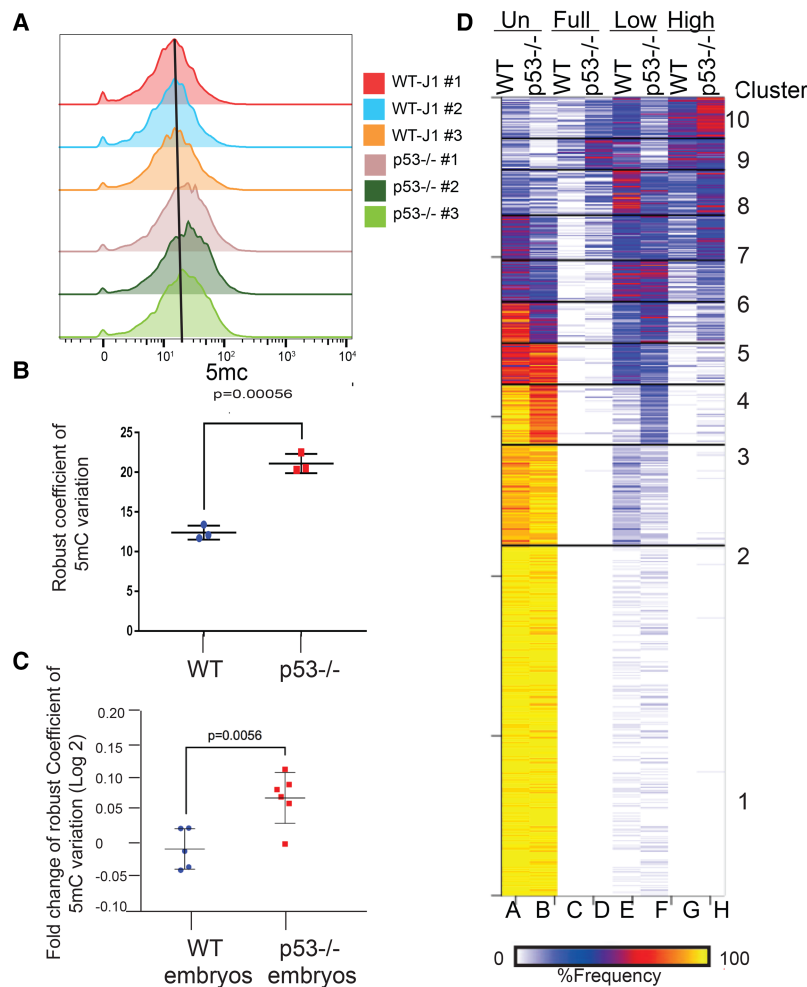 A
WT-J1 #1
WT-J1 #2
WT-J1 #3
p53-/- #1
p53-/- #2
p53-/- #3
0 10¹ 10² 10³ 10⁴
5mc
B
p=0.00056
Robust coefficient of
5mC variation
25
20
15
10
5
0
WT p53-/-
C
Fold change of robust Coefficient of
5mC variation (Log 2)
p=0.0056
0.20
0.15
0.10
0.05
0
-0.05
-0.10
WT
embryos
p53-/-
embryos
D
Un Full Low High
WT p53-/- WT p53-/- WT p53-/- WT p53-/-
Cluster
10
9
8
7
6
5
4
3
2
1
A B C D E F G H
0 100
%Frequency